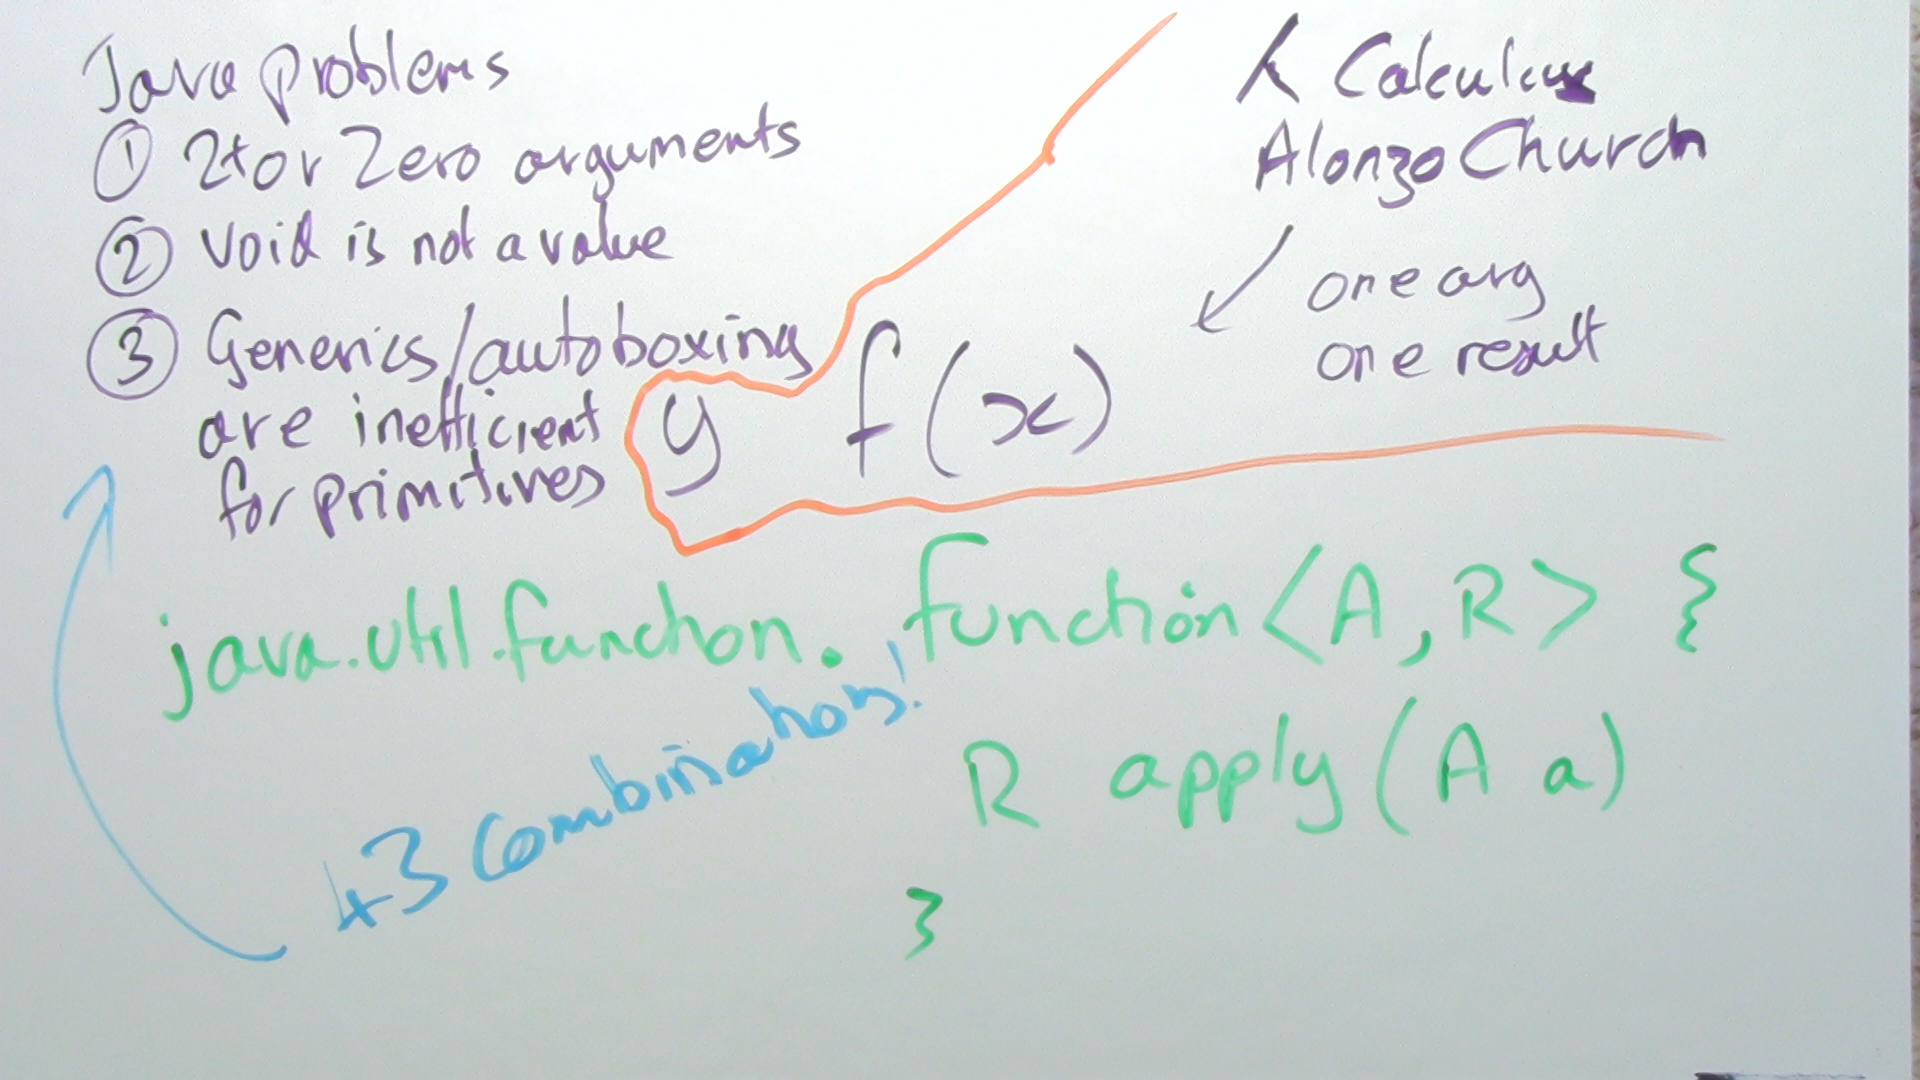 Java problems
① 2+ or Zero arguments
② Void is not a value
③ Generics/autoboxing
are inefficient
for primitives
λ Calculus
Alonzo Church
one arg
one result
y f(x)
java.util.function. function<A, R> {
R apply(A a)
}
43 Combinations!